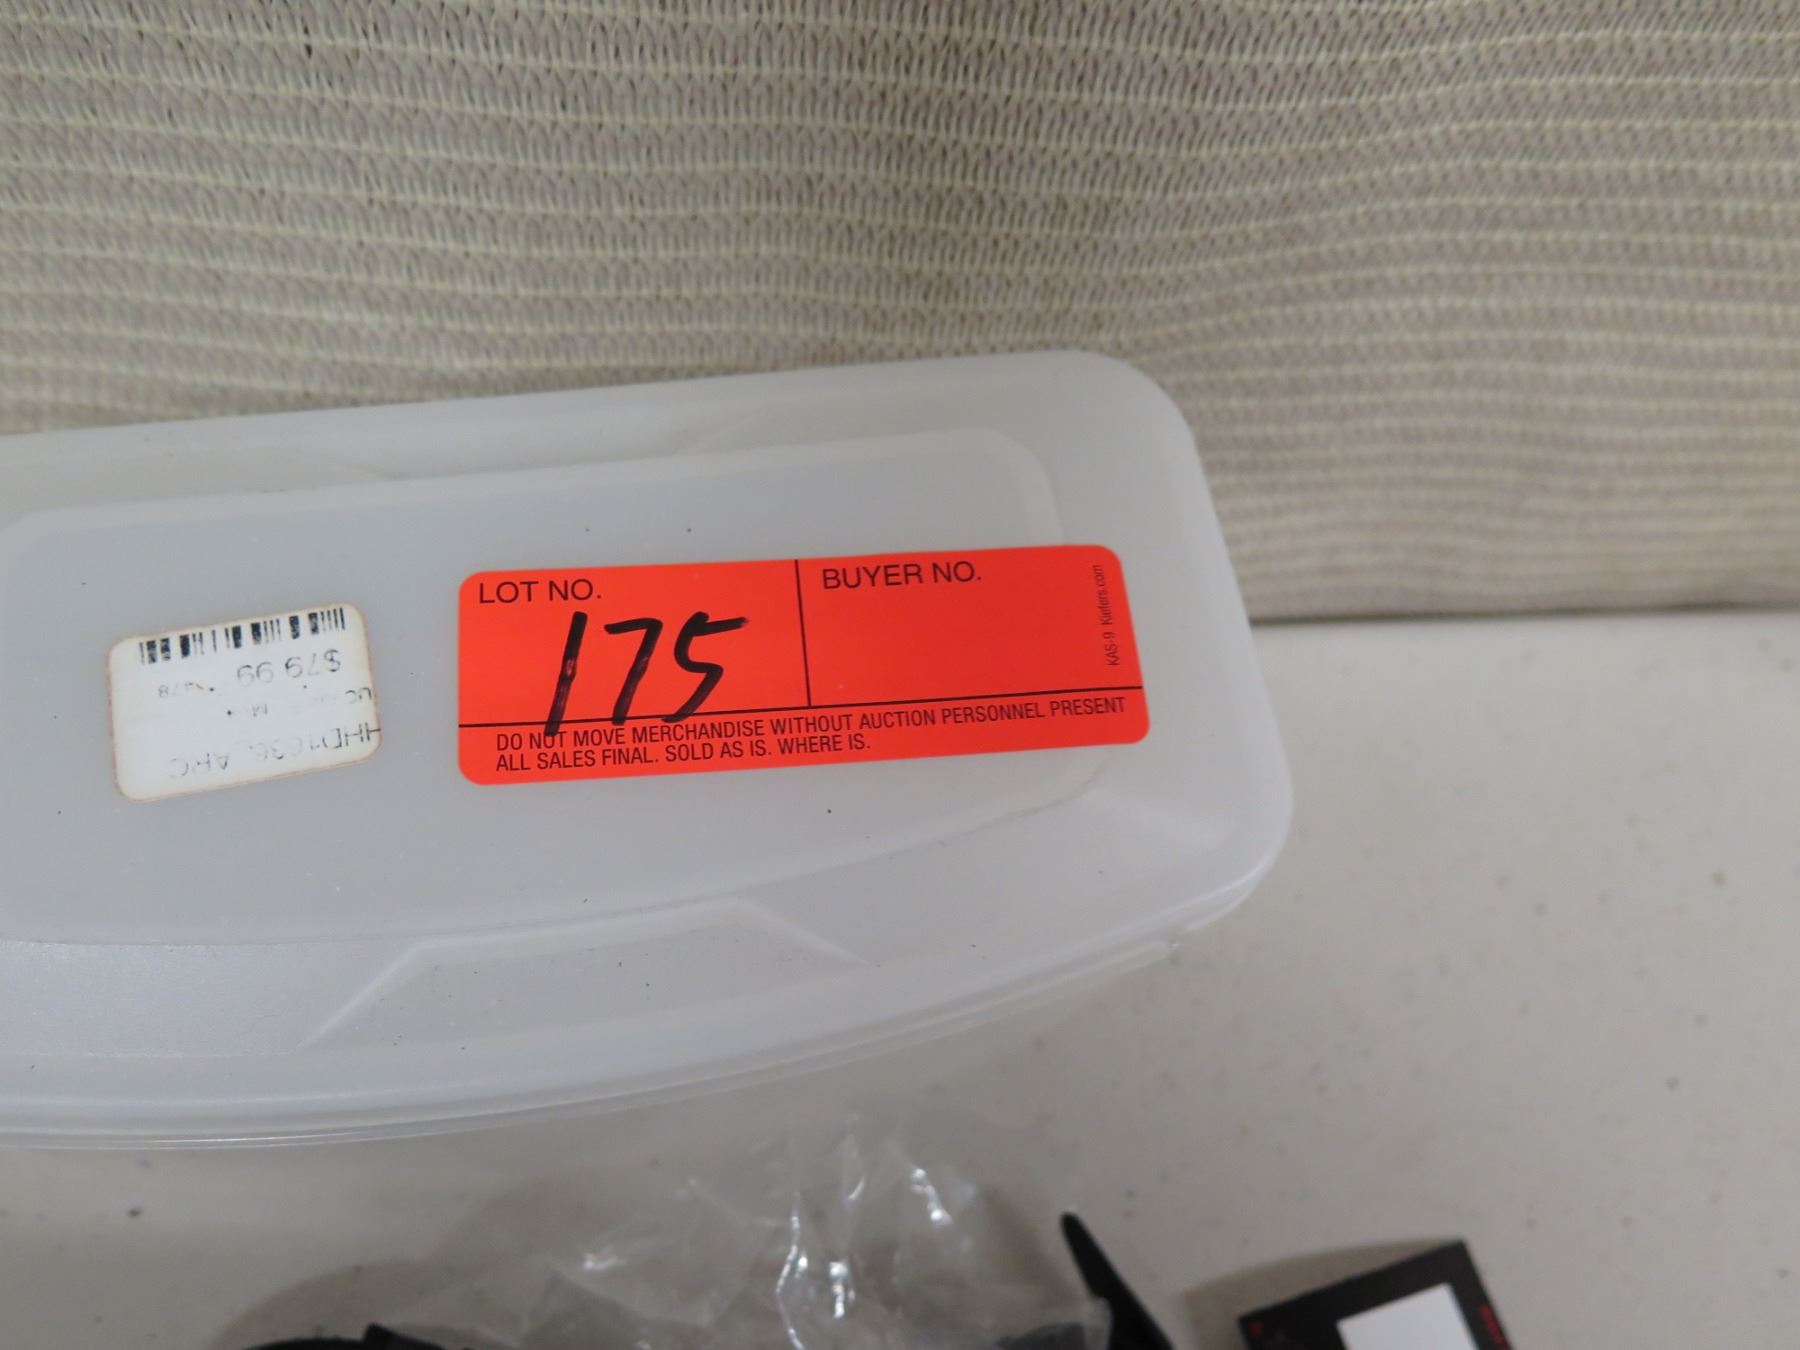 LOT NO.
175
BUYER NO.
KAS-9 Kiefers.com
DO NOT MOVE MERCHANDISE WITHOUT AUCTION PERSONNEL PRESENT
ALL SALES FINAL. SOLD AS IS. WHERE IS.
$79.99
ARC